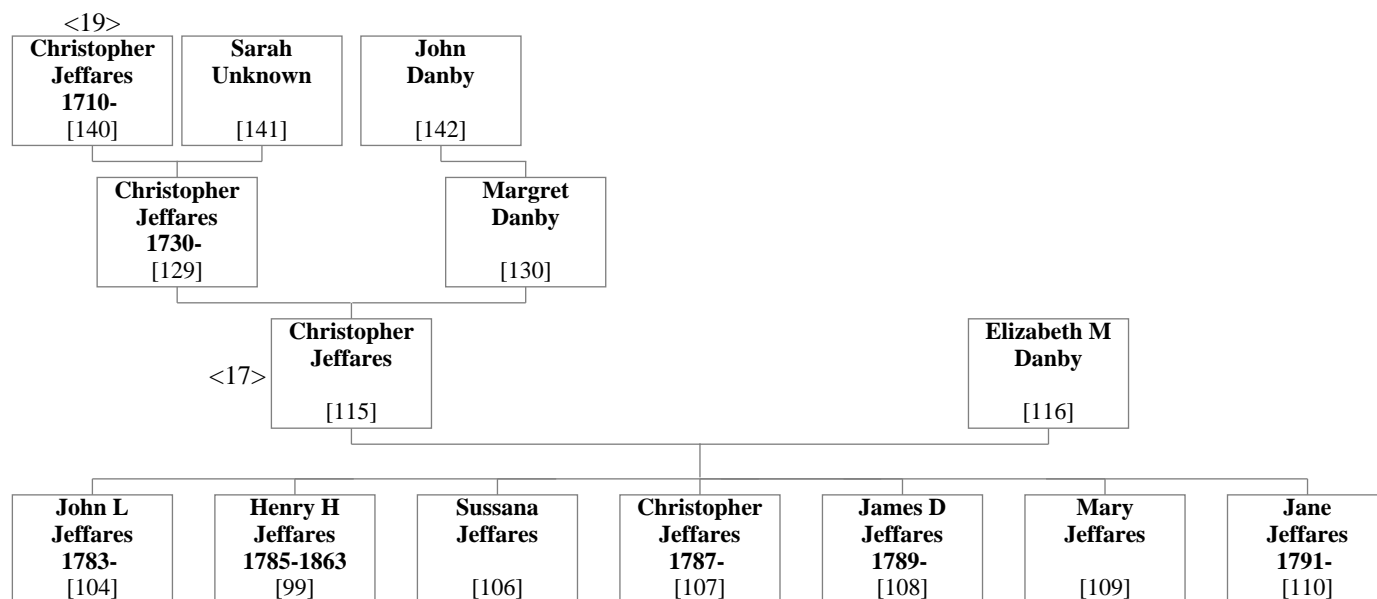 <19>
Christopher
Jeffares
1710-
[140]
Sarah
Unknown
[141]
John
Danby
[142]
Christopher
Jeffares
1730-
[129]
Margret
Danby
[130]
<17>
Christopher
Jeffares
[115]
Elizabeth M
Danby
[116]
John L
Jeffares
1783-
[104]
Henry H
Jeffares
1785-1863
[99]
Sussana
Jeffares
[106]
Christopher
Jeffares
1787-
[107]
James D
Jeffares
1789-
[108]
Mary
Jeffares
[109]
Jane
Jeffares
1791-
[110]